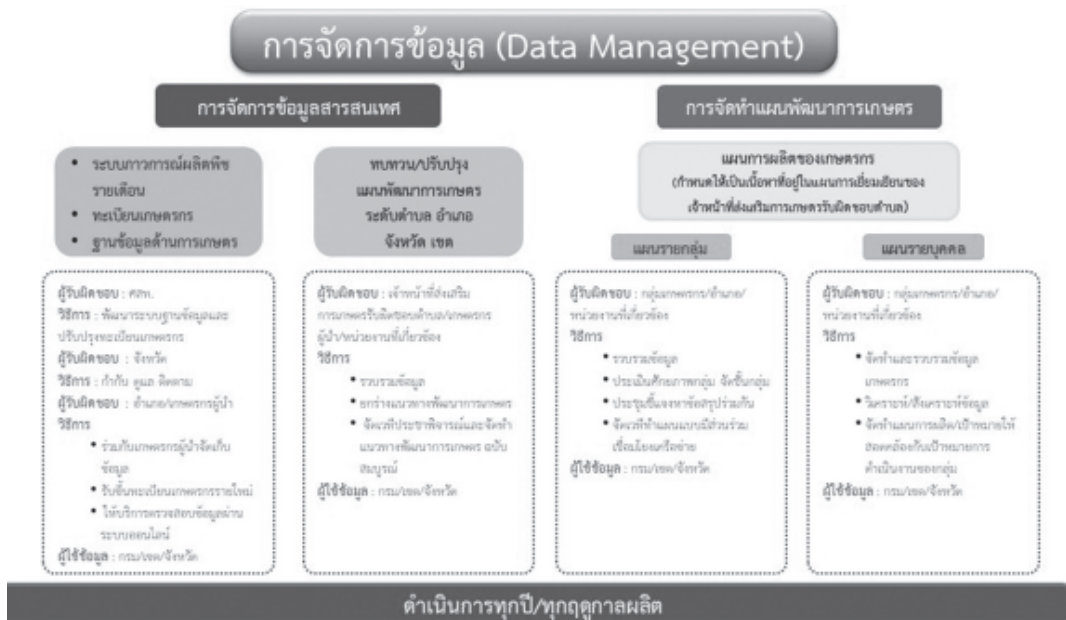 การจัดการข้อมูล (Data Management)
การจัดการข้อมูลสารสนเทศ
• ระบบภาวการณ์ผลิตพืช
รายเดือน
• ทะเบียนเกษตรกร
• ฐานข้อมูลด้านการเกษตร
ผู้รับผิดชอบ : ศสท.
วิธีการ : พัฒนาระบบฐานข้อมูลและ
ปรับปรุงทะเบียนเกษตรกร
ผู้รับผิดชอบ : จังหวัด
วิธีการ : กำกับ ดูแล ติดตาม
ผู้รับผิดชอบ : อำเภอ/เกษตรกรผู้นำ
วิธีการ
• ร่วมกับเกษตรกรผู้นำจัดเก็บ
ข้อมูล
• รับขึ้นทะเบียนเกษตรกรรายใหม่
• ให้บริการตรวจสอบข้อมูลผ่าน
ระบบออนไลน์
ผู้ใช้ข้อมูล : กรม/เขต/จังหวัด
ทบทวน/ปรับปรุง
แผนพัฒนาการเกษตร
ระดับตำบล อำเภอ
จังหวัด เขต
ผู้รับผิดชอบ : เจ้าหน้าที่ส่งเสริม
การเกษตรรับผิดชอบตำบล/เกษตรกร
ผู้นำ/หน่วยงานที่เกี่ยวข้อง
วิธีการ
• รวบรวมข้อมูล
• ยกร่างแนวทางพัฒนาการเกษตร
• จัดเวทีประชาพิจารณ์และจัดทำ
แนวทางพัฒนาการเกษตร ฉบับ
สมบูรณ์
ผู้ใช้ข้อมูล : กรม/เขต/จังหวัด
การจัดทำแผนพัฒนาการเกษตร
แผนการผลิตของเกษตรกร
(กำหนดให้เป็นเนื้อหาที่อยู่ในแผนการเยี่ยมเยียนของ
เจ้าหน้าที่ส่งเสริมการเกษตรรับผิดชอบตำบล)
แผนรายกลุ่ม
ผู้รับผิดชอบ : กลุ่มเกษตรกร/อำเภอ/
หน่วยงานที่เกี่ยวข้อง
วิธีการ
• รวบรวมข้อมูล
• ประเมินศักยภาพกลุ่ม จัดชั้นกลุ่ม
• ประชุมชี้แจงหาข้อสรุปร่วมกัน
• จัดเวทีทำแผนแบบมีส่วนร่วม
เชื่อมโยงเครือข่าย
ผู้ใช้ข้อมูล : กรม/เขต/จังหวัด
แผนรายบุคคล
ผู้รับผิดชอบ : กลุ่มเกษตรกร/อำเภอ/
หน่วยงานที่เกี่ยวข้อง
วิธีการ
• จัดทำและรวบรวมข้อมูล
เกษตรกร
• วิเคราะห์/สังเคราะห์ข้อมูล
• จัดทำแผนการผลิต/เป้าหมายให้
สอดคล้องกับเป้าหมายการ
ดำเนินงานของกลุ่ม
ผู้ใช้ข้อมูล : กรม/เขต/จังหวัด
ดำเนินการทุกปี/ทุกฤดูกาลผลิต